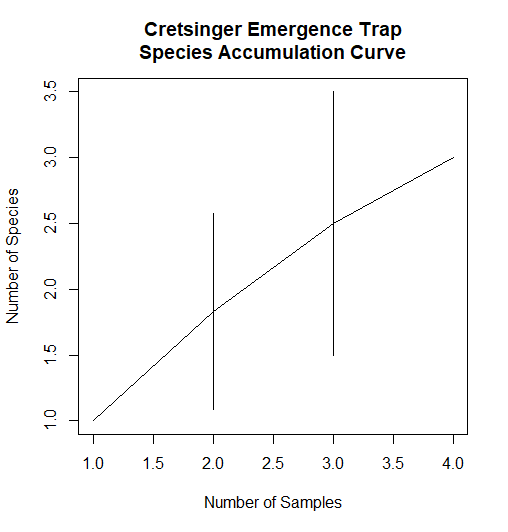 Cretsinger Emergence Trap
Species Accumulation Curve
3.5
3.0
2.5
2.0
1.5
1.0
Number of Species
1.0 1.5 2.0 2.5 3.0 3.5 4.0
Number of Samples